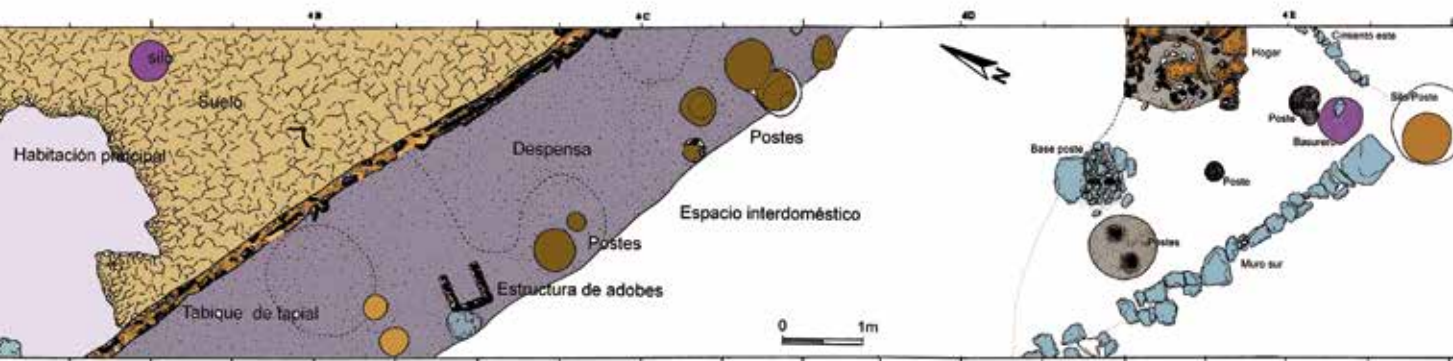 silo
Suelo
Habitación principal
Despensa
Postes
Espacio interdoméstico
Postes
Estructura de adobes
Tabique de tapial
N
0 1m
Hogar
Cimiento este
Poste
Silo/Poste
Basurero
Base poste
Poste
Postes
Muro sur